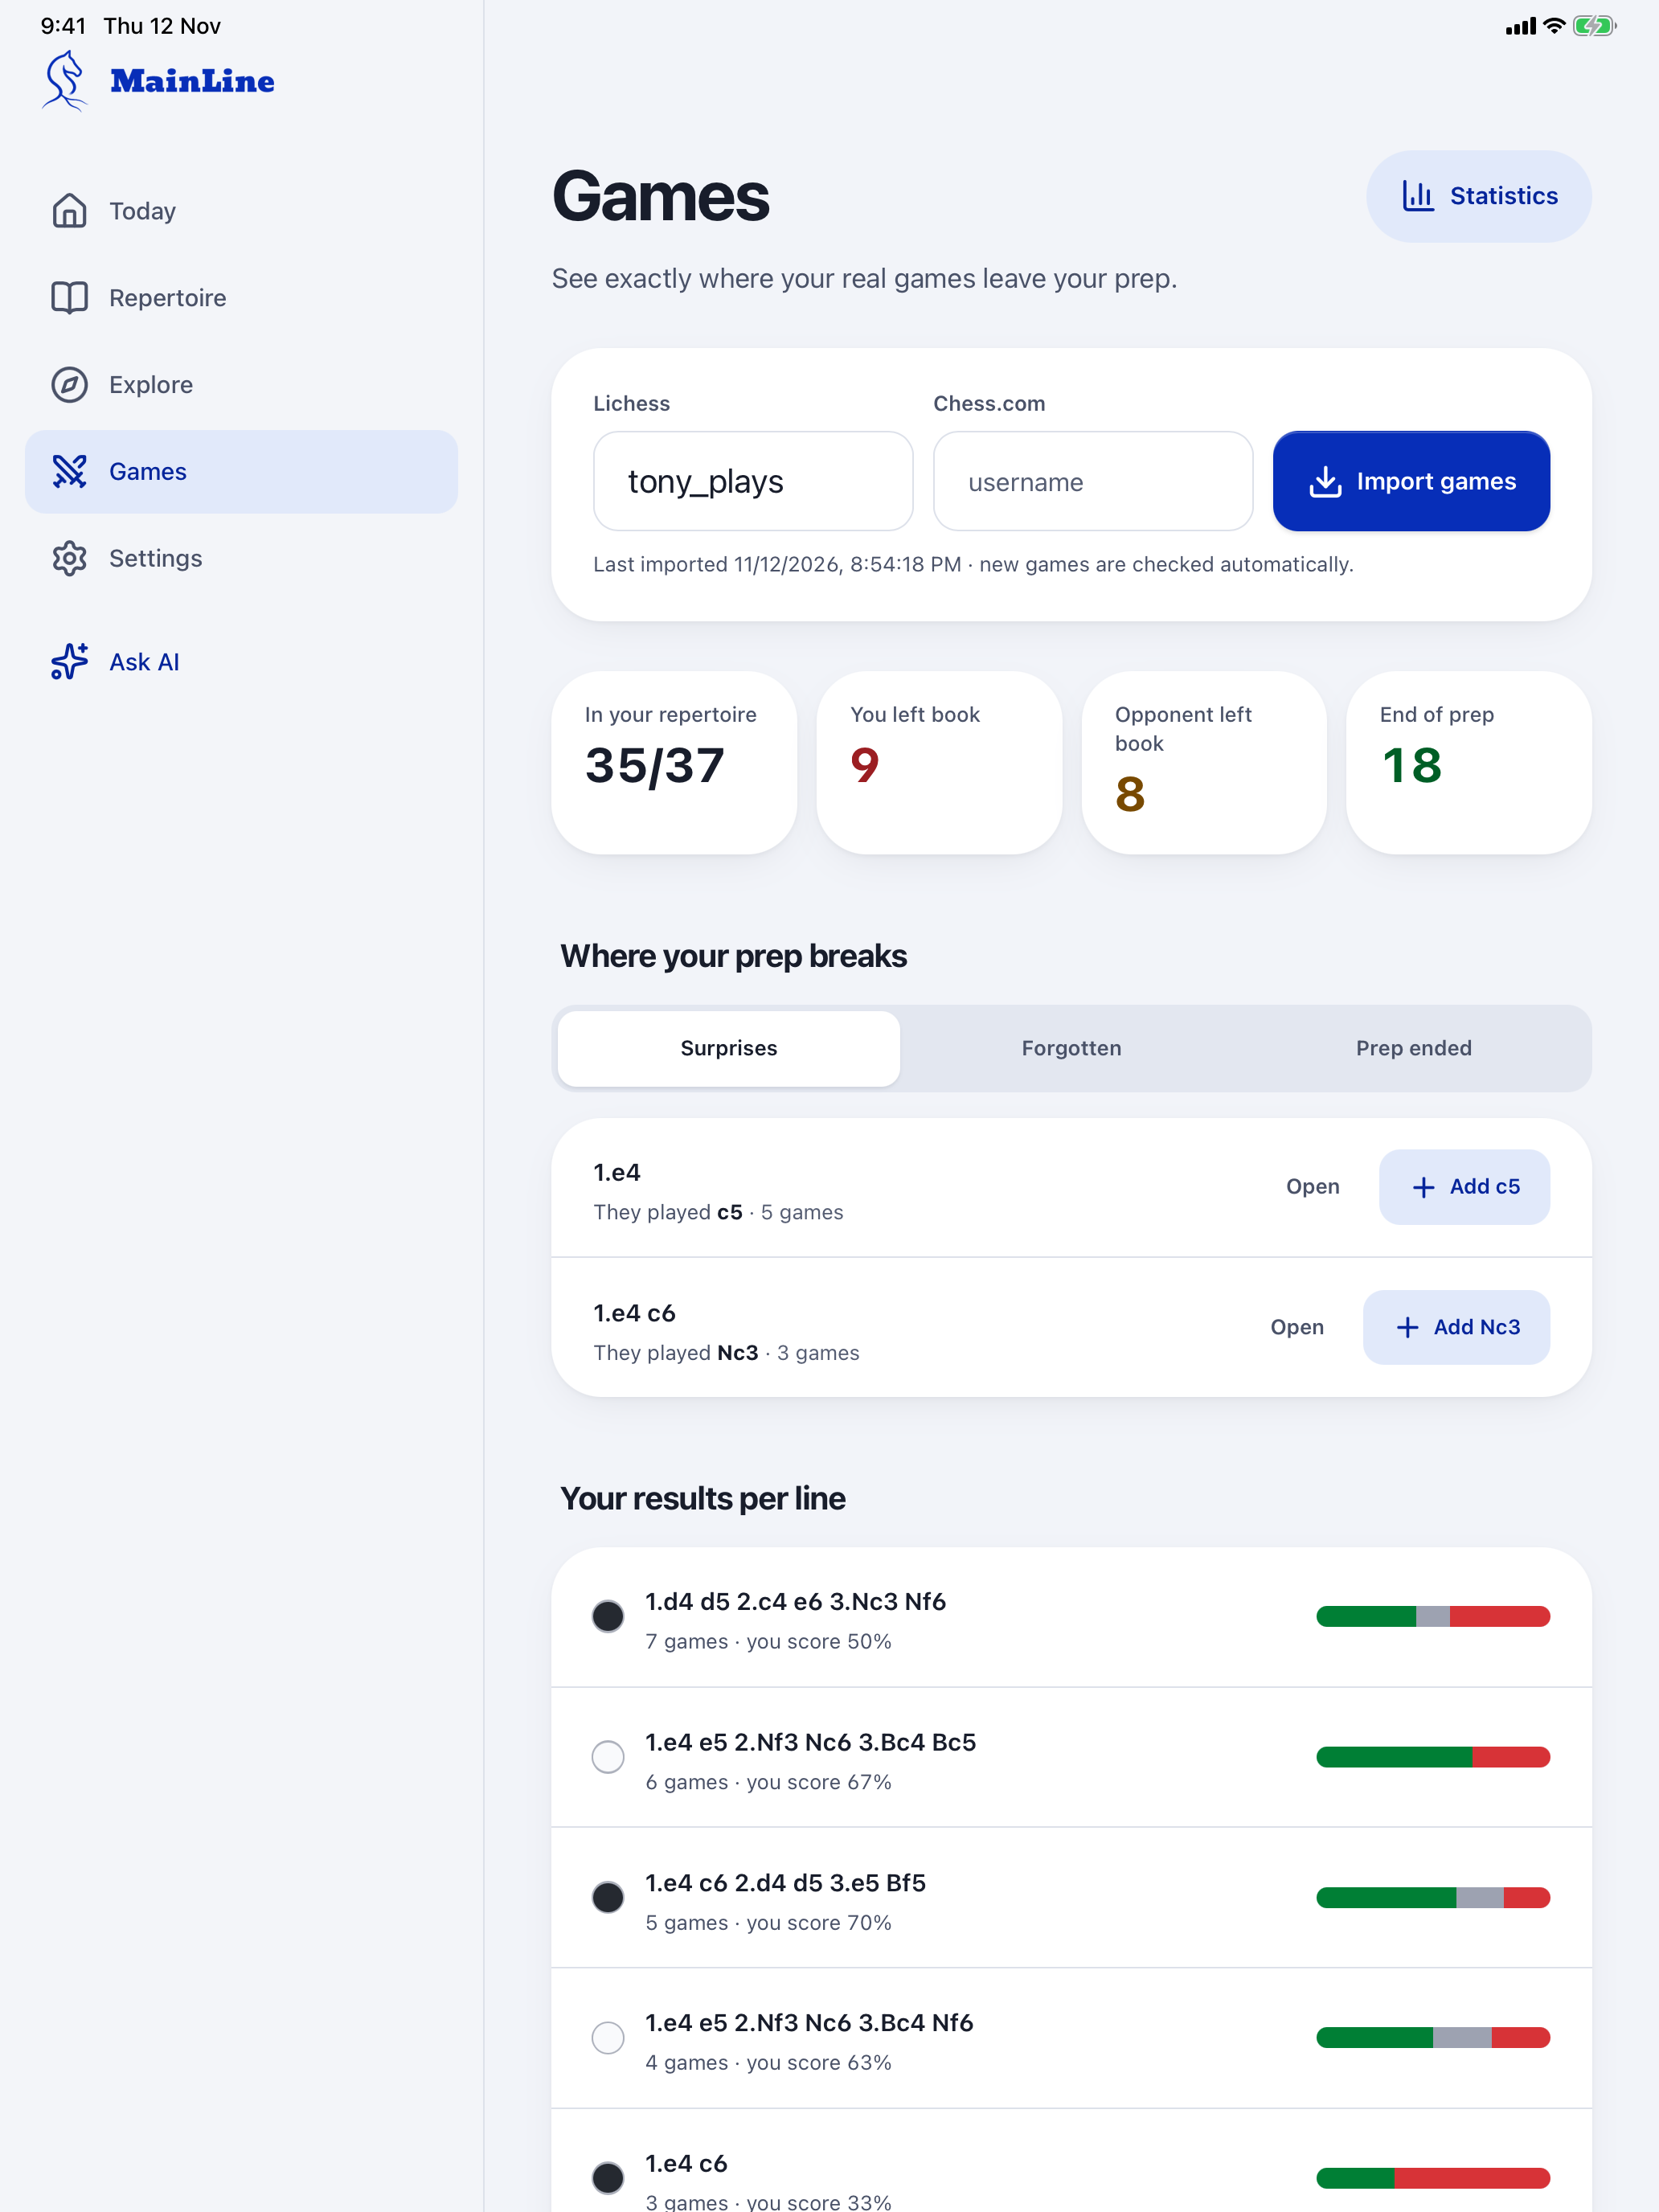 9:41 Thu 12 Nov
MainLine
Today
Repertoire
Explore
Games
Settings
Ask AI
Games
Statistics
See exactly where your real games leave your prep.
Lichess
Chess.com
tony_plays
username
Import games
Last imported 11/12/2026, 8:54:18 PM · new games are checked automatically.
In your repertoire
35/37
You left book
9
Opponent left
book
8
End of prep
18
Where your prep breaks
Surprises
Forgotten
Prep ended
1.e4
They played c5 · 5 games
Open
Add c5
1.e4 c6
They played Nc3 · 3 games
Open
Add Nc3
Your results per line
1.d4 d5 2.c4 e6 3.Nc3 Nf6
7 games · you score 50%
1.e4 e5 2.Nf3 Nc6 3.Bc4 Bc5
6 games · you score 67%
1.e4 c6 2.d4 d5 3.e5 Bf5
5 games · you score 70%
1.e4 e5 2.Nf3 Nc6 3.Bc4 Nf6
4 games · you score 63%
1.e4 c6
3 games · you score 33%